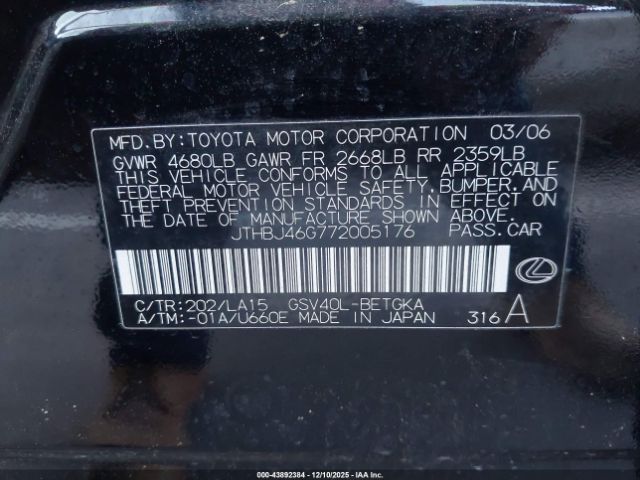 MFD.BY:TOYOTA MOTOR CORPORATION 03/06
GVWR 4680LB GAWR FR 2668LB RR 2359LB
THIS VEHICLE CONFORMS TO ALL APPLICABLE
FEDERAL MOTOR VEHICLE SAFETY,BUMPER,AND
THEFT PREVENTION STANDARDS IN EFFECT ON
THE DATE OF MANUFACTURE SHOWN ABOVE.
JTHBJ46G772005176 PASS.CAR
C/TR:202/LA15 GSV40L-BETGKA
A/TM:-01A/U660E MADE IN JAPAN 316 A
000-43892384 - 12/10/2025 - IAA Inc.